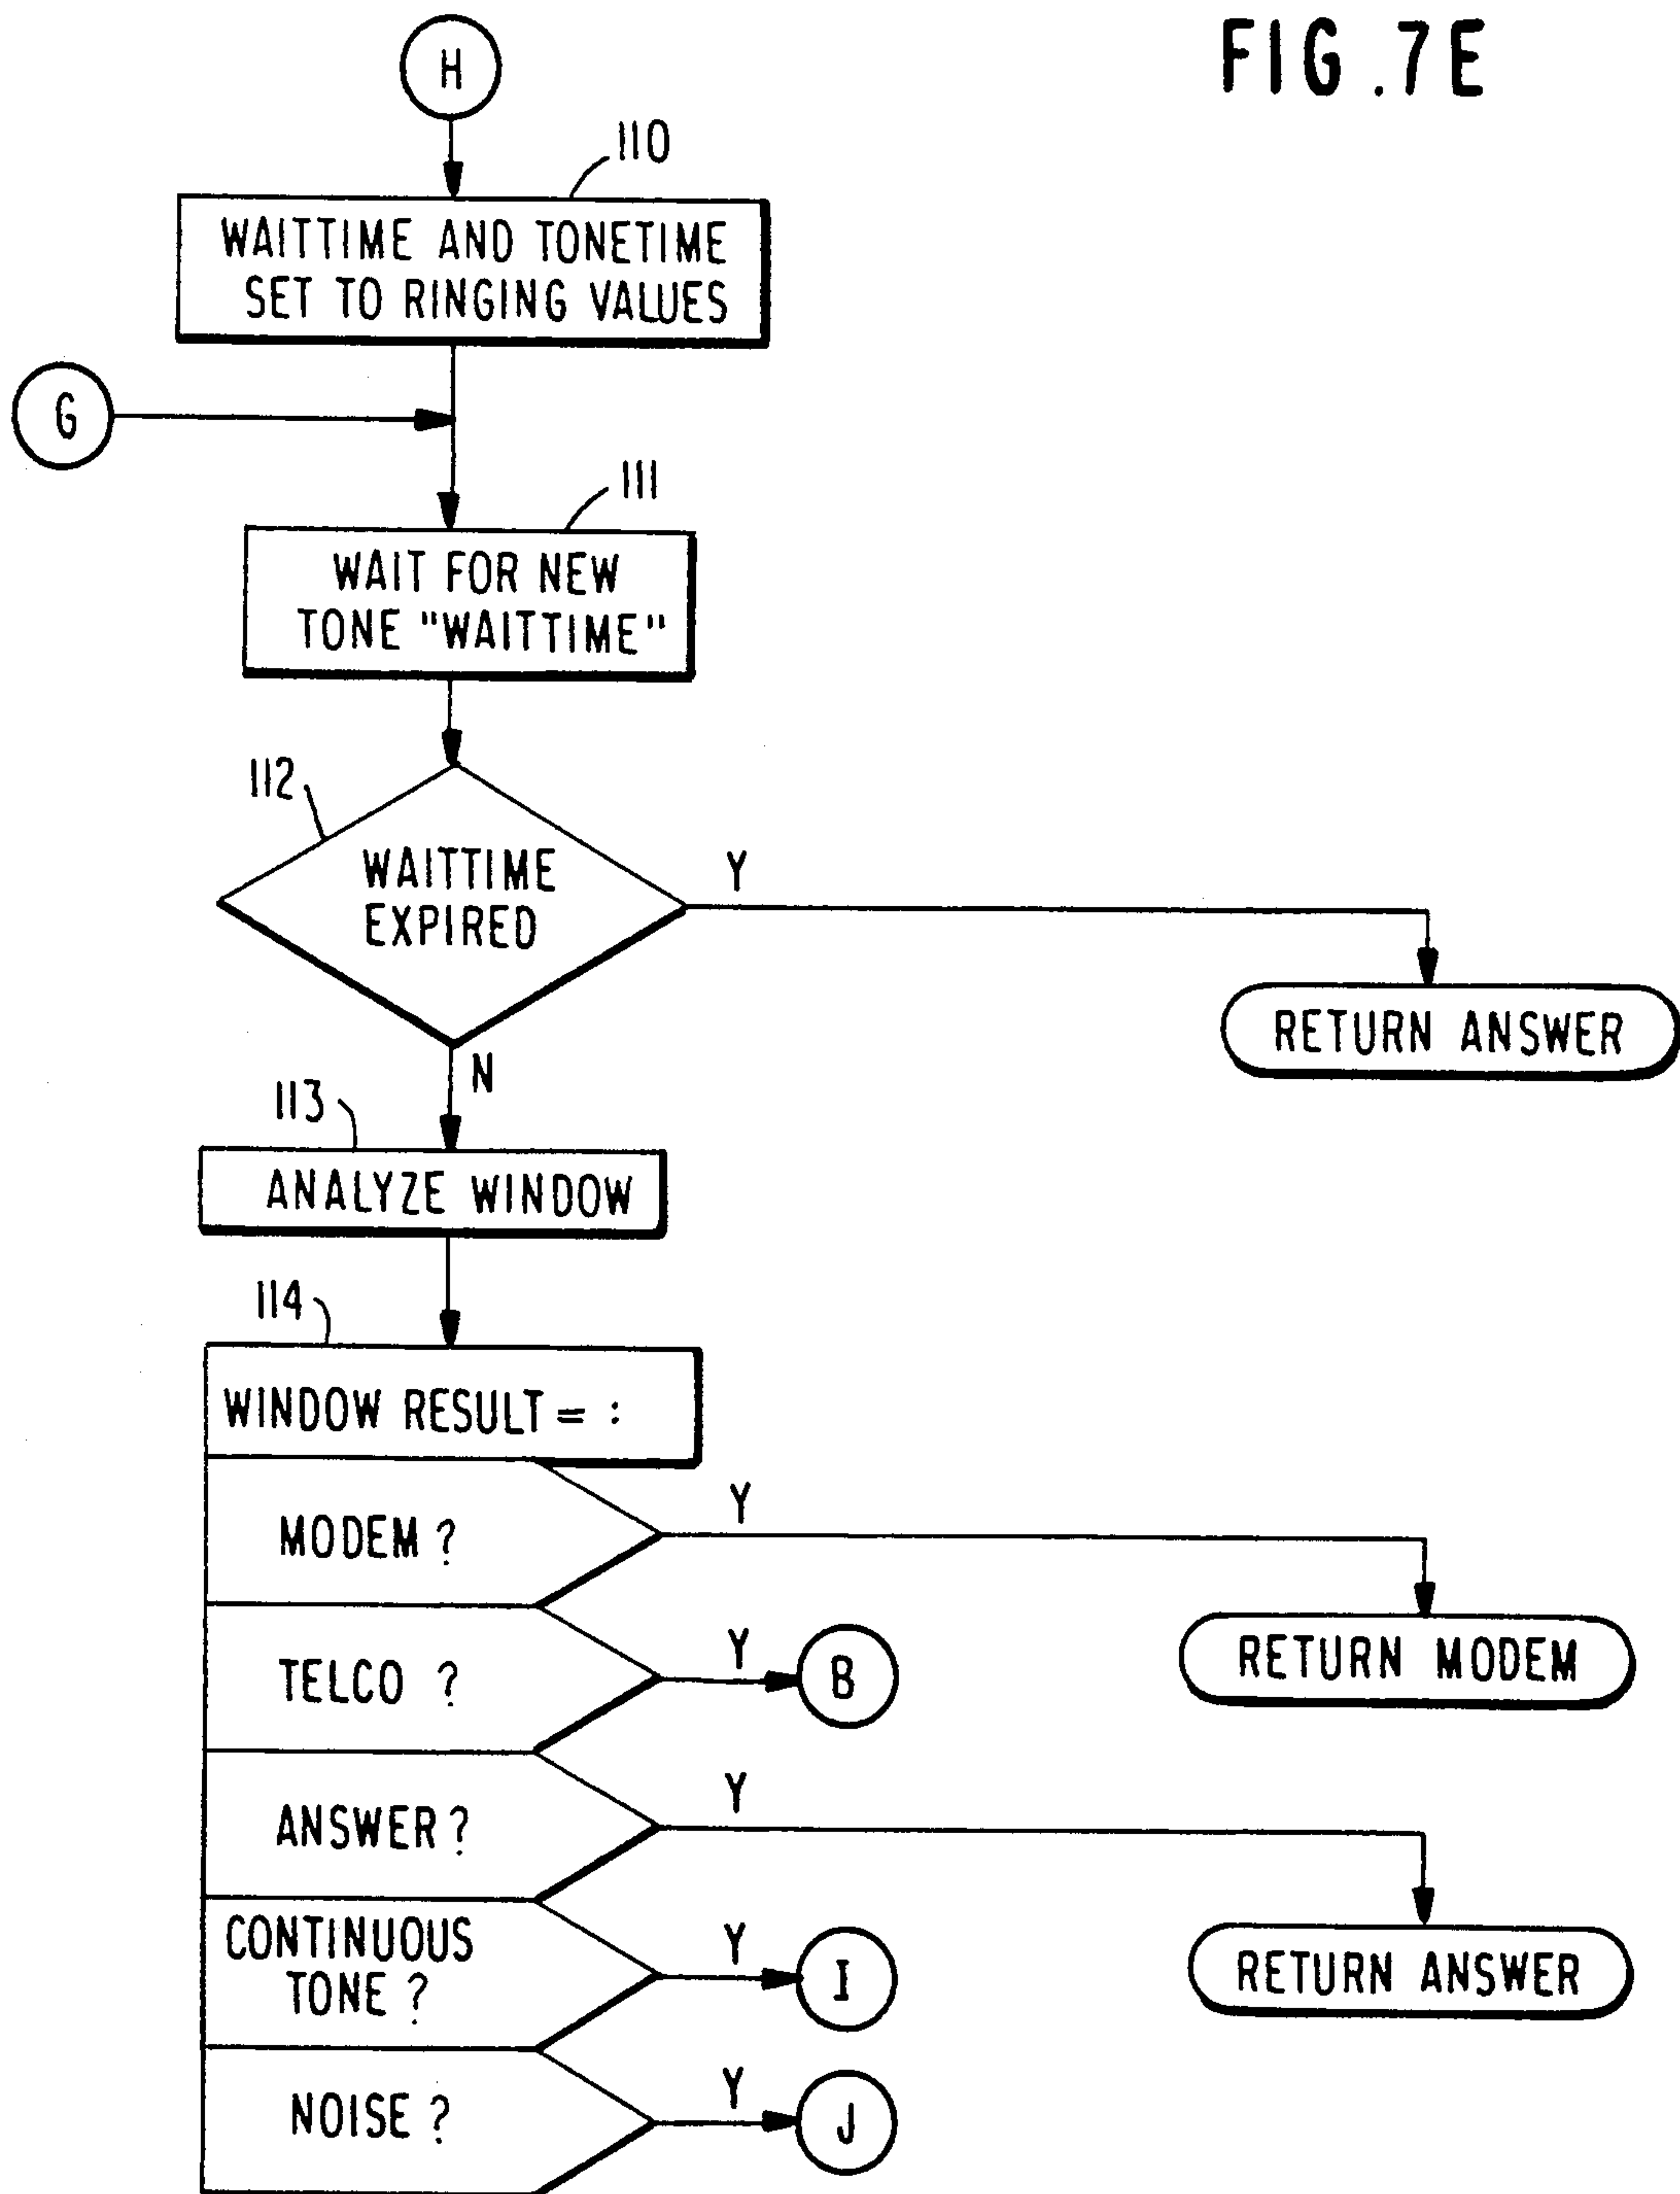 FIG.7E
H
110
WAITTIME AND TONETIME
SET TO RINGING VALUES
G
111
WAIT FOR NEW
TONE "WAITTIME"
112
WAITTIME
EXPIRED
Y
RETURN ANSWER
N
113
ANALYZE WINDOW
114
WINDOW RESULT = :
MODEM ?
Y
RETURN MODEM
TELCO ?
Y
B
ANSWER ?
Y
RETURN ANSWER
CONTINUOUS
TONE ?
Y
I
NOISE ?
Y
J